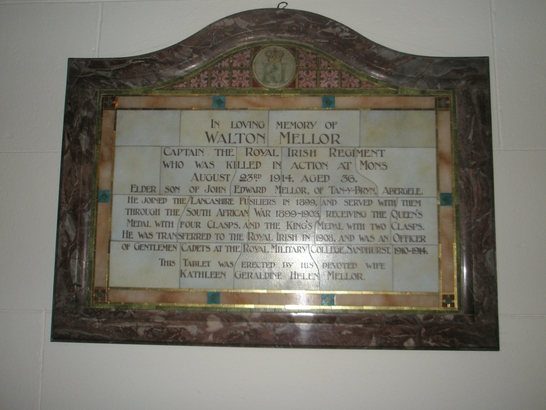 RI
IN LOVING MEMORY OF
WALTON MELLOR
CAPTAIN THE ROYAL IRISH REGIMENT
WHO WAS KILLED IN ACTION AT MONS
AUGUST 23RD 1914, AGED 36.
ELDER SON OF JOHN EDWARD MELLOR, OF TAN-Y-BRYN, ABERGELE.
HE JOINED THE LANCASHIRE FUSILIERS IN 1899, AND SERVED WITH THEM
THROUGH THE SOUTH AFRICAN WAR 1899-1903, RECEIVING THE QUEEN'S
MEDAL WITH FOUR CLASPS, AND THE KING'S MEDAL WITH TWO CLASPS.
HE WAS TRANSFERRED TO THE ROYAL IRISH IN 1908, AND WAS AN OFFICER
OF GENTLEMEN CADETS AT THE ROYAL MILITARY COLLEGE, SANDHURST, 1910-1914.
THIS TABLET WAS ERECTED BY HIS DEVOTED WIFE
KATHLEEN GERALDINE HELEN MELLOR.